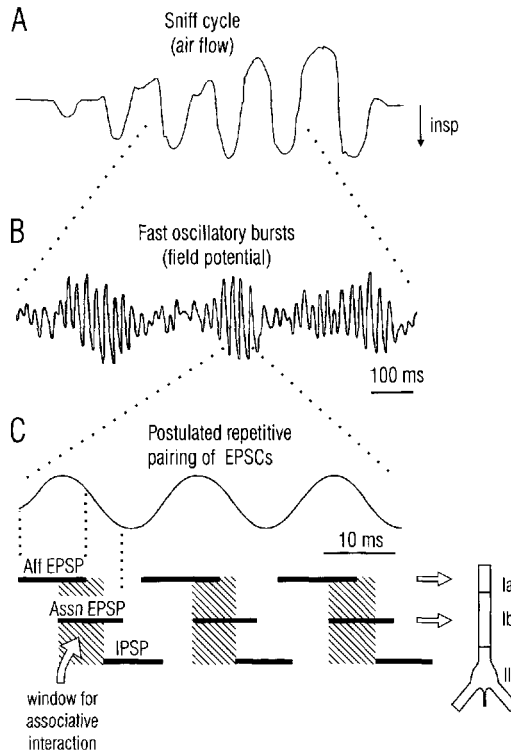 A
Sniff cycle
(air flow)
insp
B
Fast oscillatory bursts
(field potential)
100 ms
C
Postulated repetitive
pairing of EPSCs
10 ms
Aff EPSP
Ia
Assn EPSP
Ib
IPSP
II
window for
associative
interaction